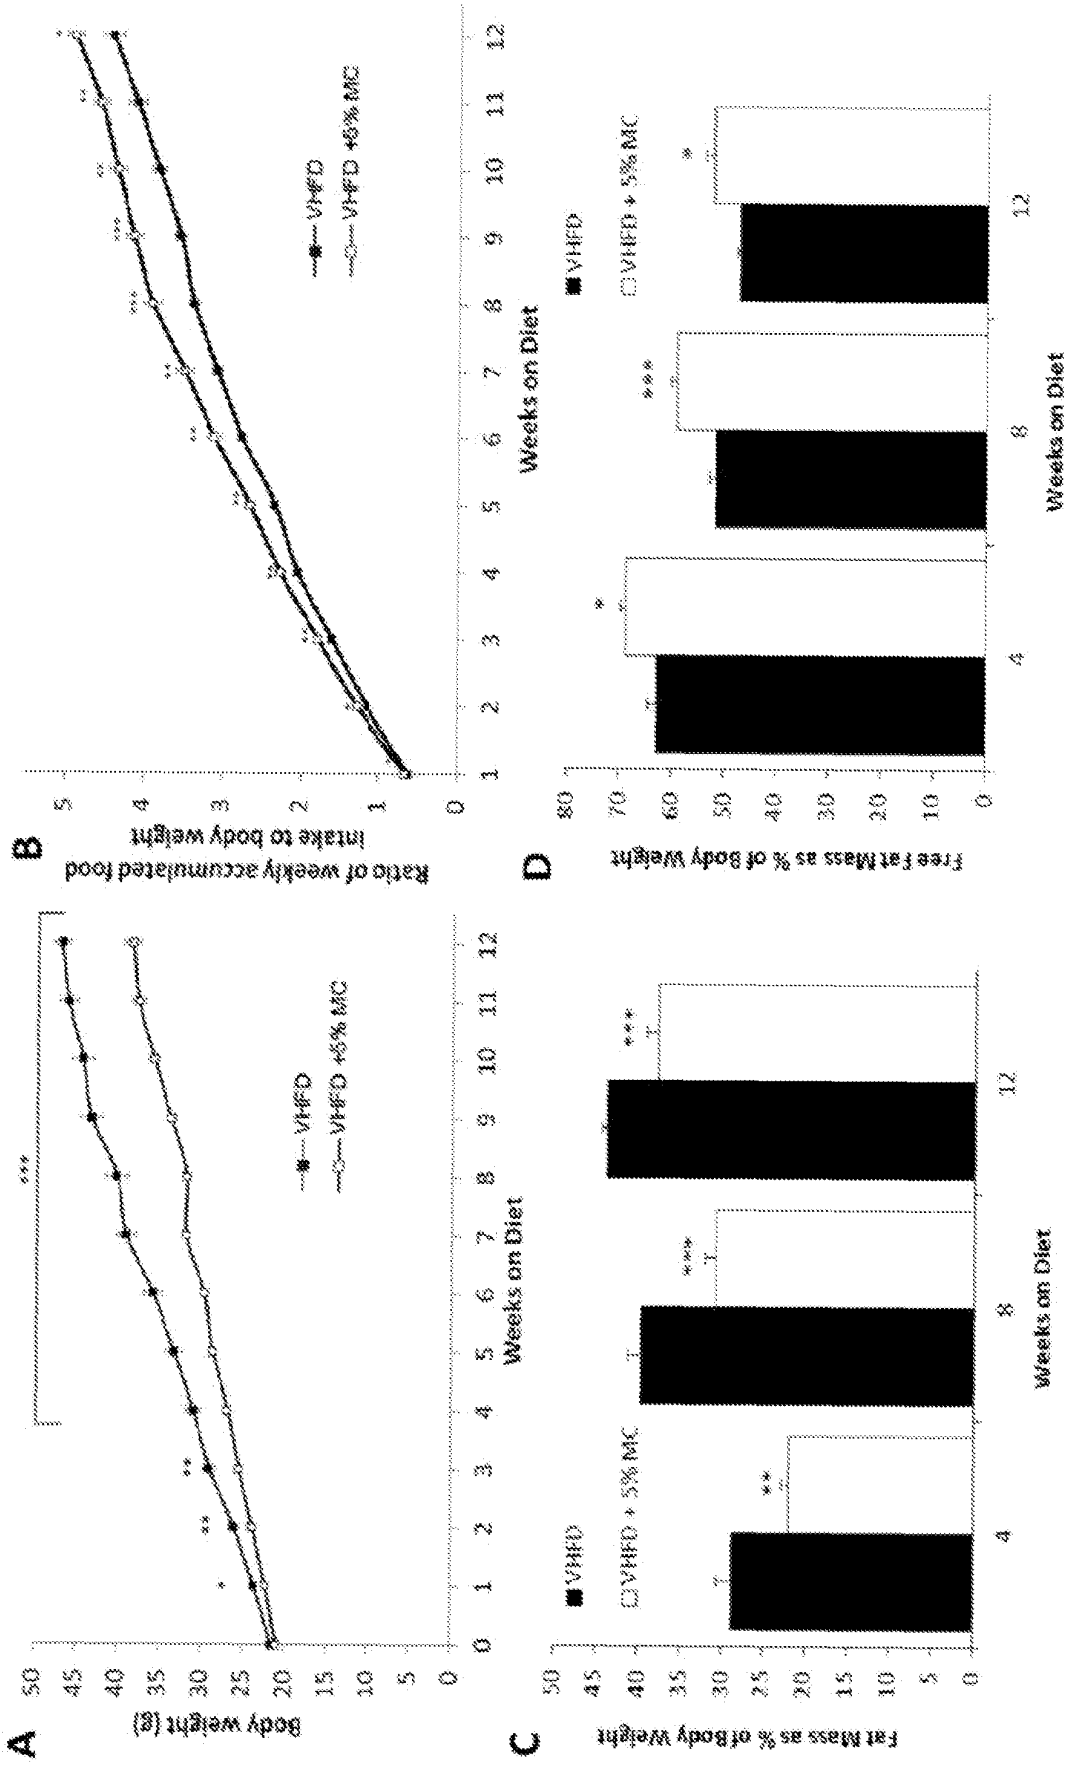 A
***
50
45
40
35
30
25
20
15
10
5
0
Body weight (g)
*
**
**
VHFD
VHFD +5% MC
0 1 2 3 4 5 6 7 8 9 10 11 12
Weeks on Diet
B
5
4
3
2
1
0
Ratio of weekly accumulated food
intake to body weight
** ** ** ** ** *** *** ** ** *
VHFD
VHFD +5% MC
1 2 3 4 5 6 7 8 9 10 11 12
Weeks on Diet
C
50
45
40
35
30
25
20
15
10
5
0
Fat Mass as % of Body Weight
VHFD
VHFD + 5% MC
** *** ***
4 8 12
Weeks on Diet
D
80
70
60
50
40
30
20
10
0
Free Fat Mass as % of Body Weight
VHFD
VHFD + 5% MC
* *** *
4 8 12
Weeks on Diet